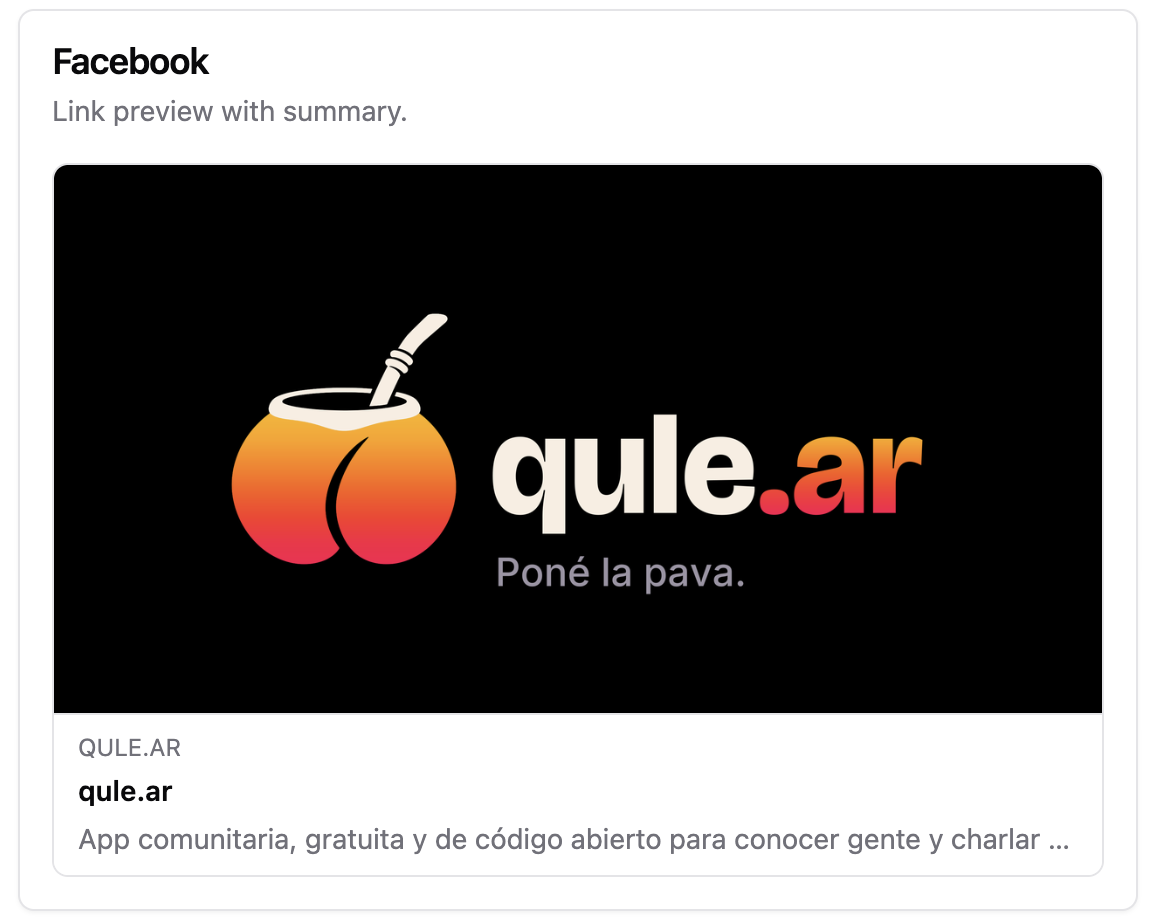 Facebook
Link preview with summary.
qule.ar
Poné la pava.
QULE.AR
qule.ar
App comunitaria, gratuita y de código abierto para conocer gente y charlar ...